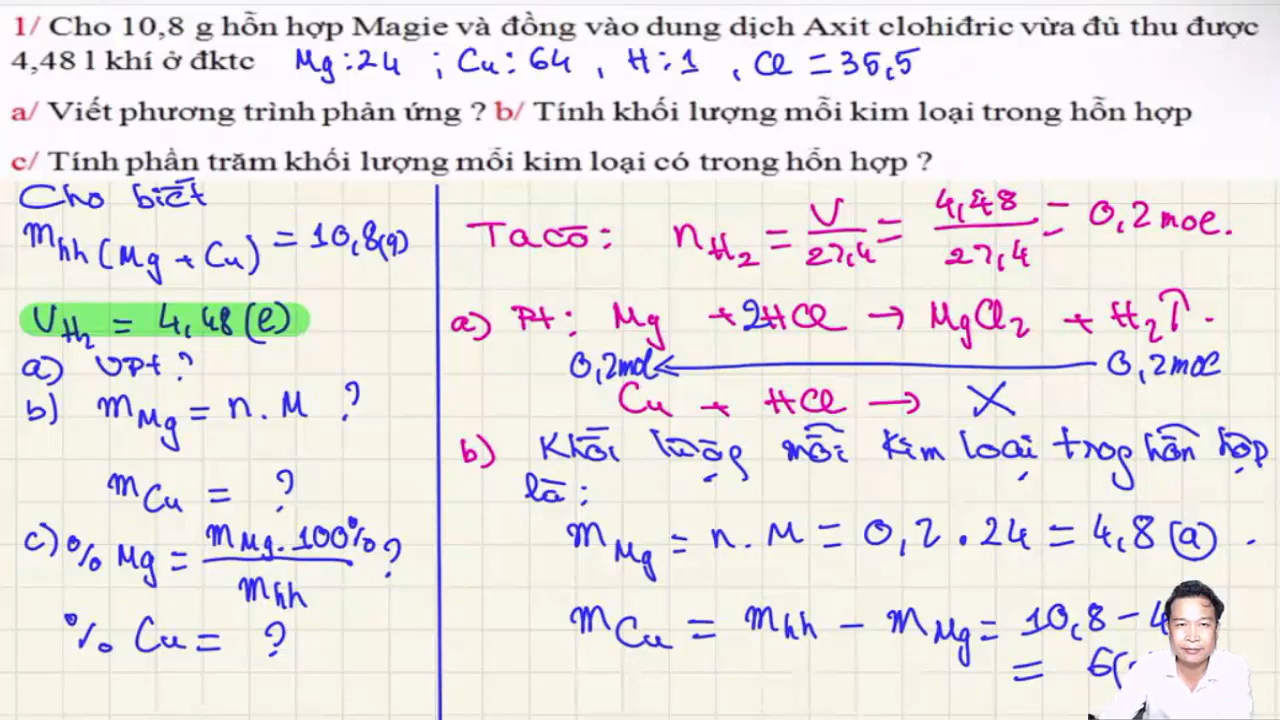 1/ Cho 10,8 g hỗn hợp Magie và đồng vào dung dịch Axit clohiđric vừa đủ thu được
4,48 l khí ở đktc Mg:24 ; Cu:64 , H:1 , Cl = 35,5
a/ Viết phương trình phản ứng ? b/ Tính khối lượng mỗi kim loại trong hỗn hợp
c/ Tính phần trăm khối lượng mỗi kim loại có trong hỗn hợp ?
Cho biết
mhh (Mg + Cu) = 10,8(g)
VH2 = 4,48 (l)
a) VPt ?
b) mMg = n . M ?
mCu = ?
c) % Mg = mMg . 100% / mhh ?
% Cu = ?
Ta có : nH2 = V / 22,4 = 4,48 / 22,4 = 0,2 mol.
a) Pt : Mg + 2HCl → MgCl2 + H2↑ .
0,2mol ← 0,2mol
Cu + HCl → X
b) Khối lượng mỗi kim loại trog hỗn hợp
là :
mMg = n . M = 0,2 . 24 = 4,8 (g) .
mCu = mhh – mMg = 10,8 – 4
= 6(